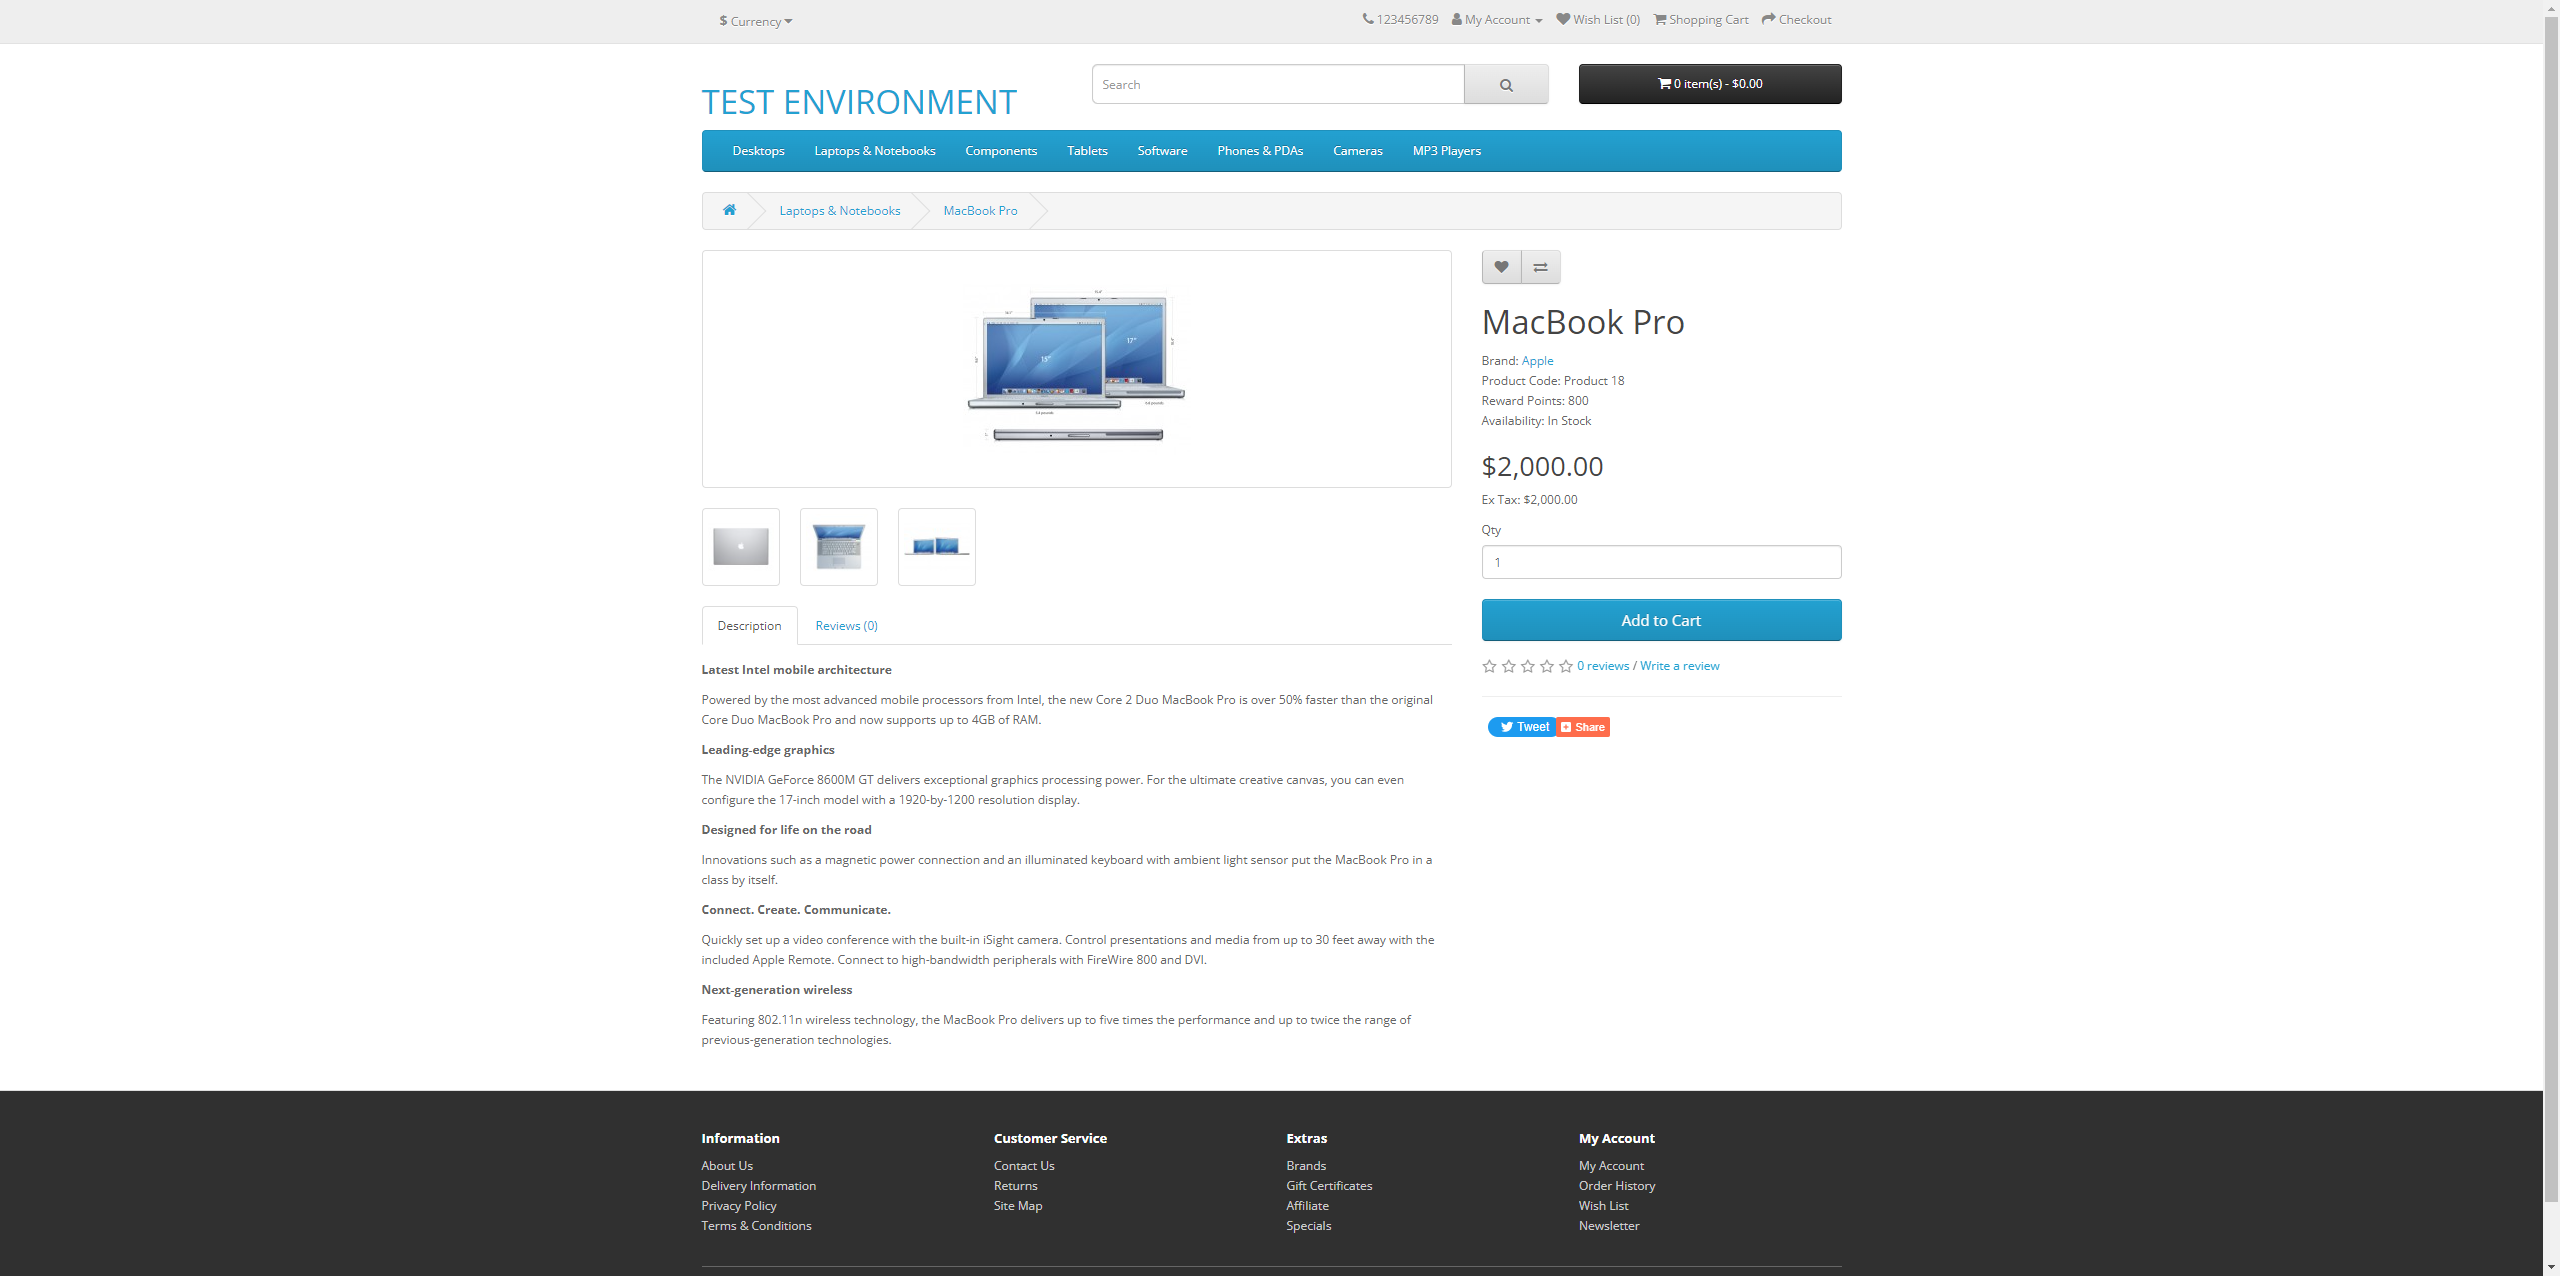 $ Currency
123456789 My Account Wish List (0) Shopping Cart Checkout
TEST ENVIRONMENT
Search
0 item(s) - $0.00
Desktops Laptops & Notebooks Components Tablets Software Phones & PDAs Cameras MP3 Players
Laptops & Notebooks MacBook Pro
15"
17"
MacBook Pro
Brand: Apple
Product Code: Product 18
Reward Points: 800
Availability: In Stock
$2,000.00
Ex Tax: $2,000.00
Qty
1
Add to Cart
0 reviews / Write a review
Tweet Share
Description Reviews (0)
Latest Intel mobile architecture
Powered by the most advanced mobile processors from Intel, the new Core 2 Duo MacBook Pro is over 50% faster than the original
Core Duo MacBook Pro and now supports up to 4GB of RAM.
Leading-edge graphics
The NVIDIA GeForce 8600M GT delivers exceptional graphics processing power. For the ultimate creative canvas, you can even
configure the 17-inch model with a 1920-by-1200 resolution display.
Designed for life on the road
Innovations such as a magnetic power connection and an illuminated keyboard with ambient light sensor put the MacBook Pro in a
class by itself.
Connect. Create. Communicate.
Quickly set up a video conference with the built-in iSight camera. Control presentations and media from up to 30 feet away with the
included Apple Remote. Connect to high-bandwidth peripherals with FireWire 800 and DVI.
Next-generation wireless
Featuring 802.11n wireless technology, the MacBook Pro delivers up to five times the performance and up to twice the range of
previous-generation technologies.
Information
About Us
Delivery Information
Privacy Policy
Terms & Conditions
Customer Service
Contact Us
Returns
Site Map
Extras
Brands
Gift Certificates
Affiliate
Specials
My Account
My Account
Order History
Wish List
Newsletter